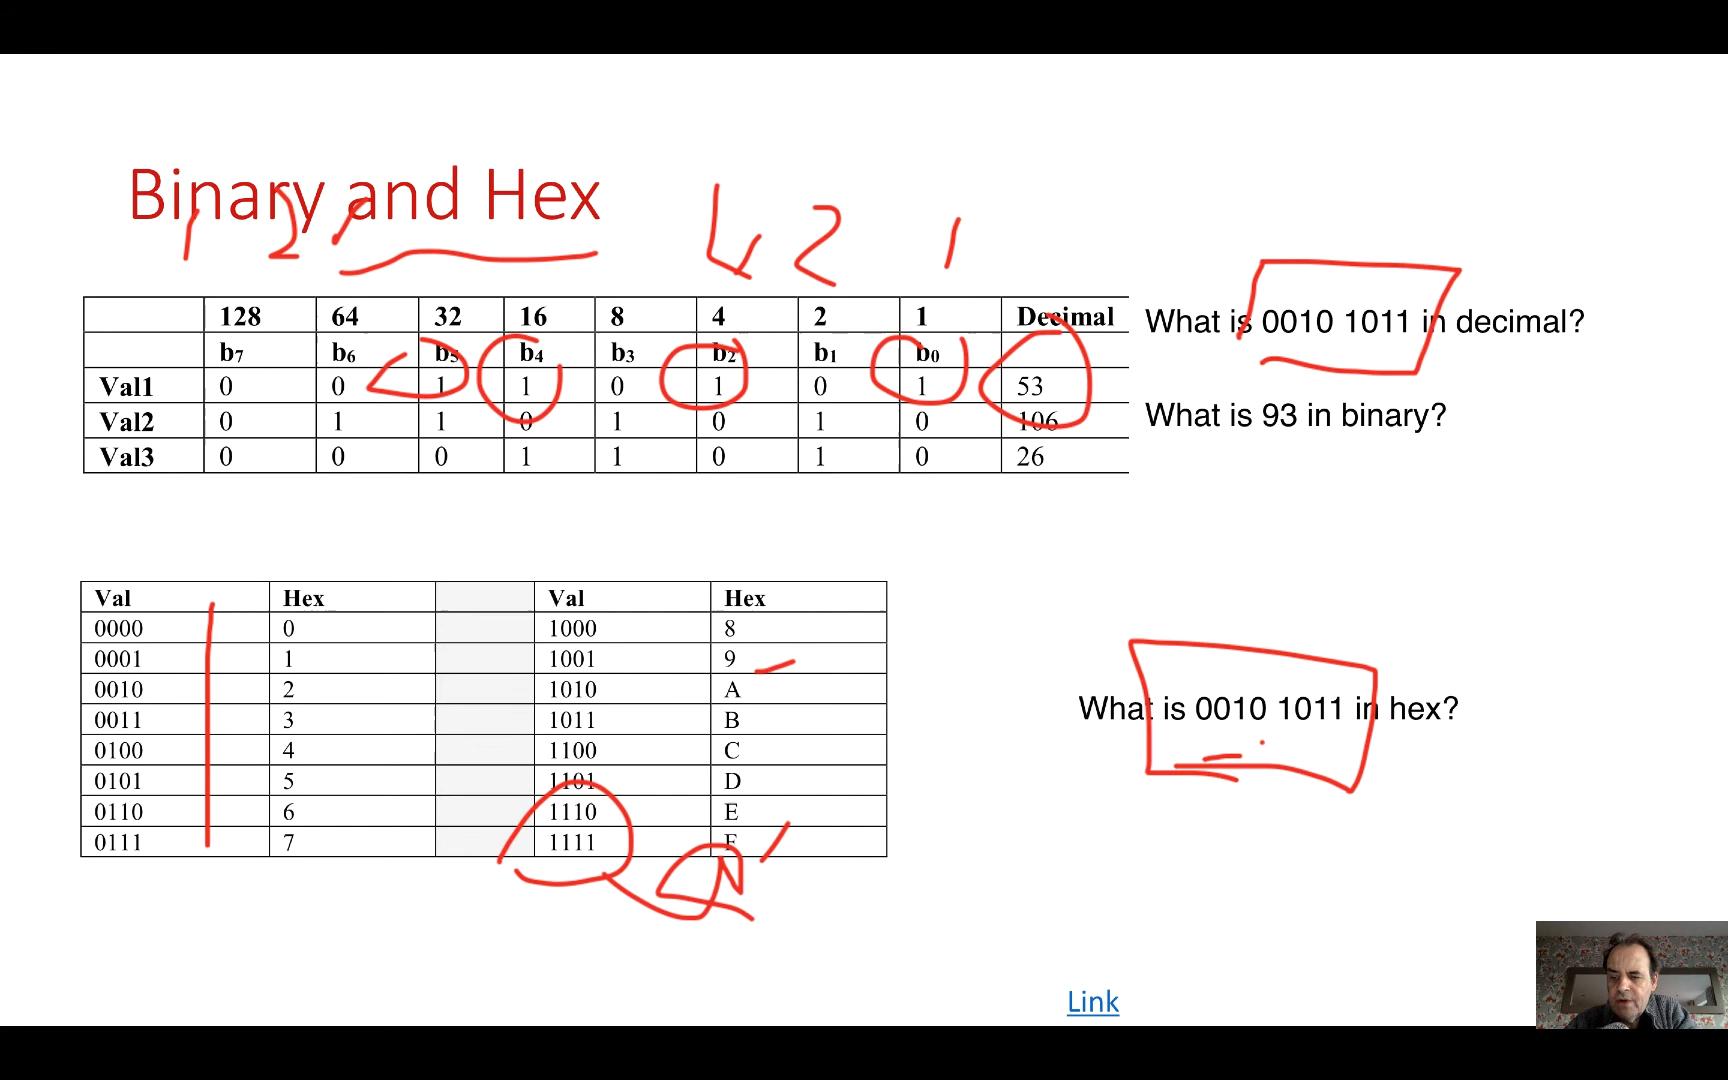 Binary and Hex
1 2 4 2 1
128 64 32 16 8 4 2 1 Decimal
b7 b6 b5 b4 b3 b2 b1 b0
Val1 0 0 1 1 0 1 0 1 53
Val2 0 1 1 0 1 0 1 0 106
Val3 0 0 0 1 1 0 1 0 26
What is 0010 1011 in decimal?
What is 93 in binary?
Val Hex Val Hex
0000 0 1000 8
0001 1 1001 9
0010 2 1010 A
0011 3 1011 B
0100 4 1100 C
0101 5 1101 D
0110 6 1110 E
0111 7 1111 F
What is 0010 1011 in hex?
Link